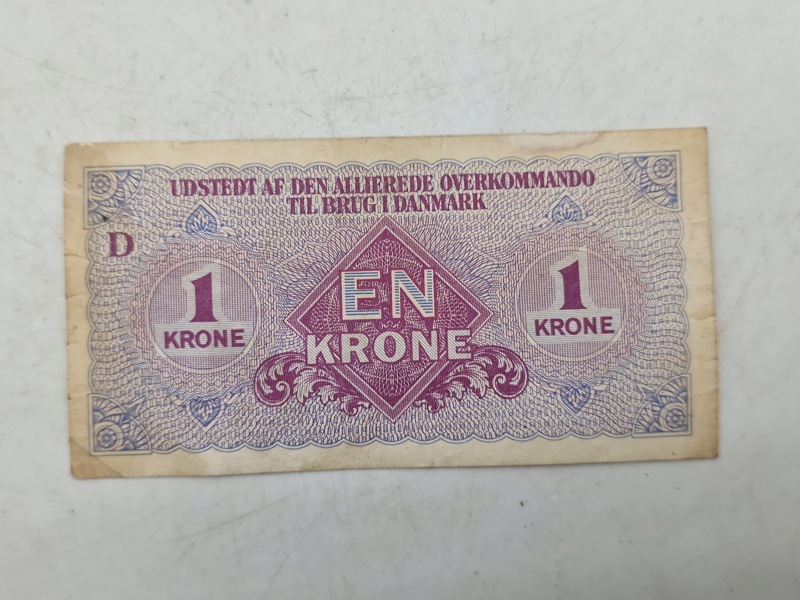 UDSTEDT AF DEN ALLIEREDE OVERKOMMANDO
TIL BRUG I DANMARK
D
1
KRONE
EN
KRONE
1
KRONE